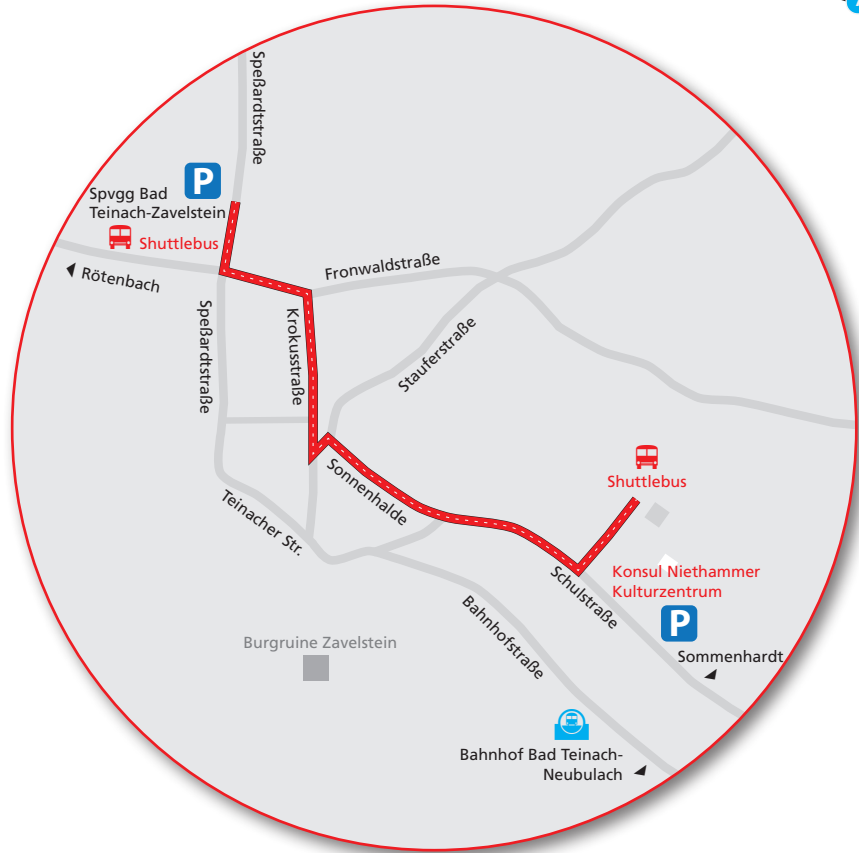 Speßardtstraße
P
Spvgg Bad
Teinach-Zavelstein
Shuttlebus
Rötenbach
Fronwaldstraße
Speßardtstraße
Krokusstraße
Stauferstraße
Shuttlebus
Sonnenhalde
Teinacher Str.
Konsul Niethammer
Kulturzentrum
Schulstraße
P
Bahnhofstraße
Burgruine Zavelstein
Sommenhardt
Bahnhof Bad Teinach-
Neubulach